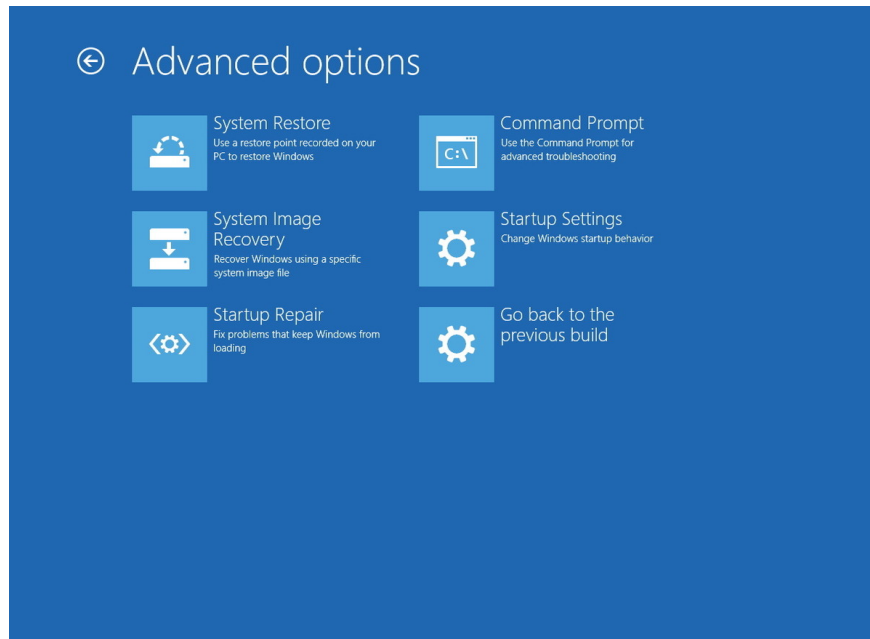 Advanced options
System Restore
Use a restore point recorded on your
PC to restore Windows
System Image
Recovery
Recover Windows using a specific
system image file
Startup Repair
Fix problems that keep Windows from
loading
C:\
Command Prompt
Use the Command Prompt for
advanced troubleshooting
Startup Settings
Change Windows startup behavior
Go back to the
previous build